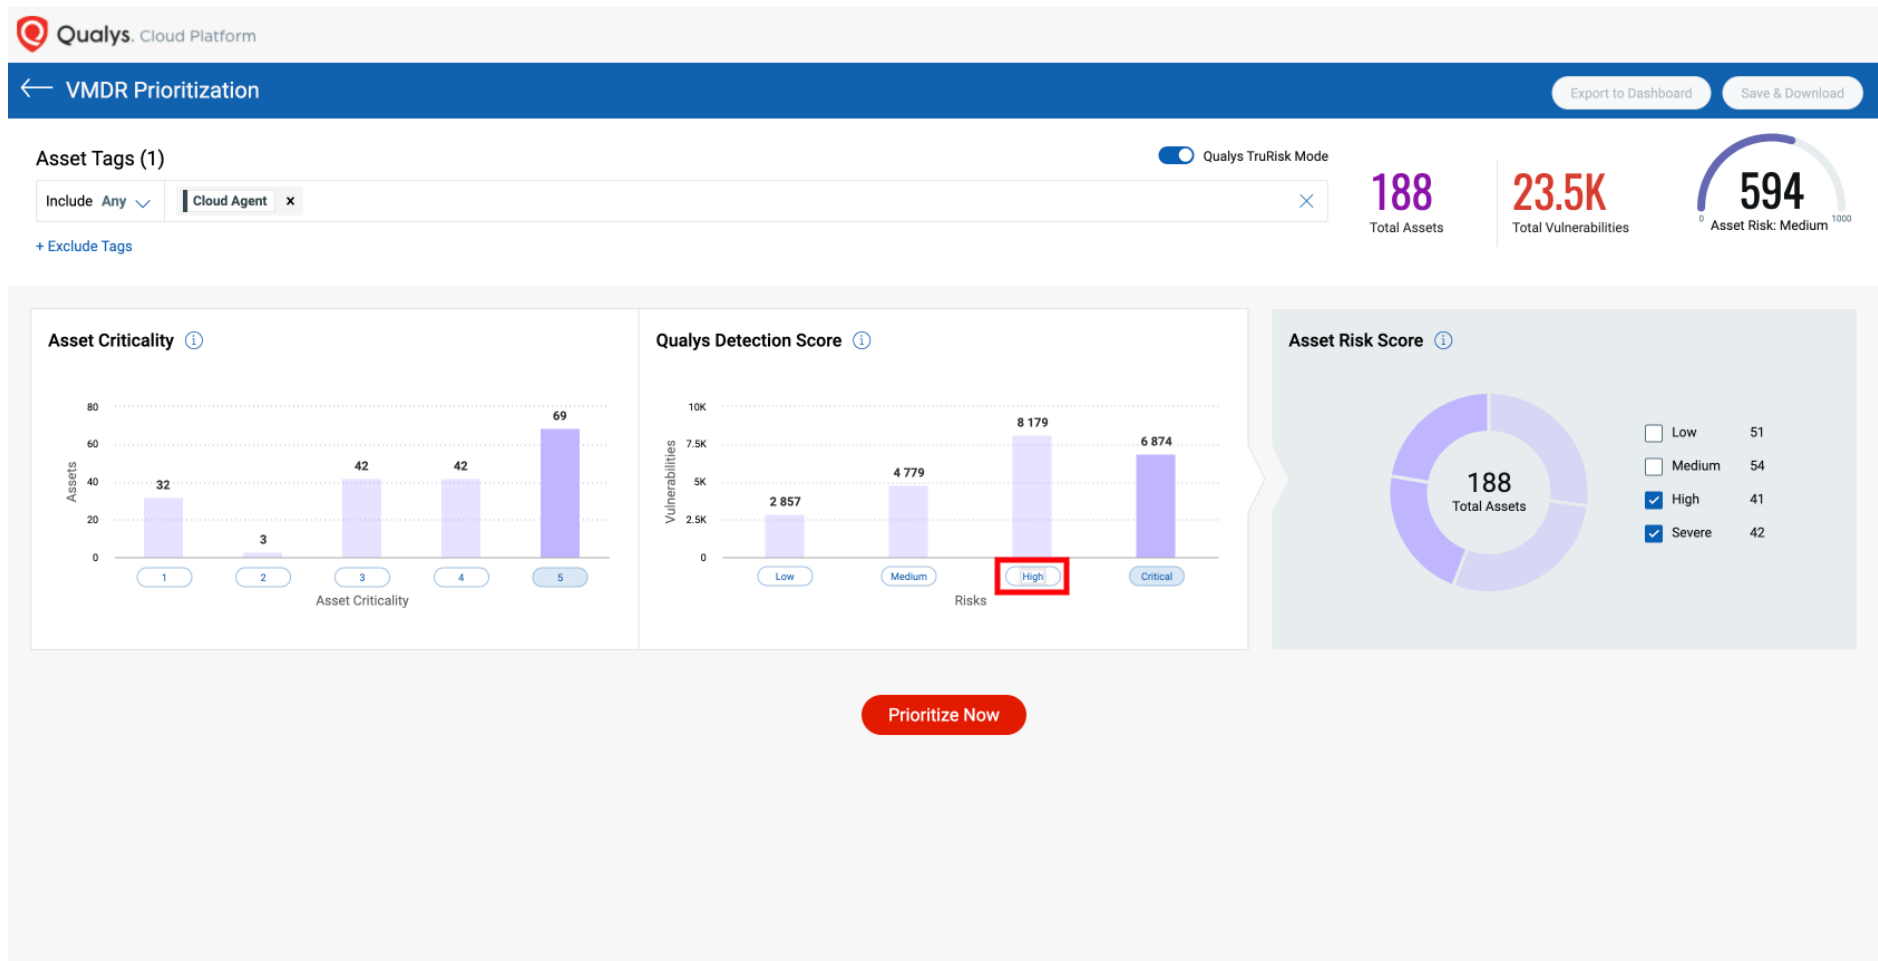 Qualys. Cloud Platform
VMDR Prioritization
Export to Dashboard
Save & Download
Asset Tags (1)
Qualys TruRisk Mode
Include Any
Cloud Agent ×
+ Exclude Tags
188
Total Assets
23.5K
Total Vulnerabilities
594
0
1000
Asset Risk: Medium
Asset Criticality
80
60
40
20
0
Assets
32
3
42
42
69
1
2
3
4
5
Asset Criticality
Qualys Detection Score
10K
7.5K
5K
2.5K
0
Vulnerabilities
2 857
4 779
8 179
6 874
Low
Medium
High
Critical
Risks
Asset Risk Score
188
Total Assets
Low 51
Medium 54
High 41
Severe 42
Prioritize Now